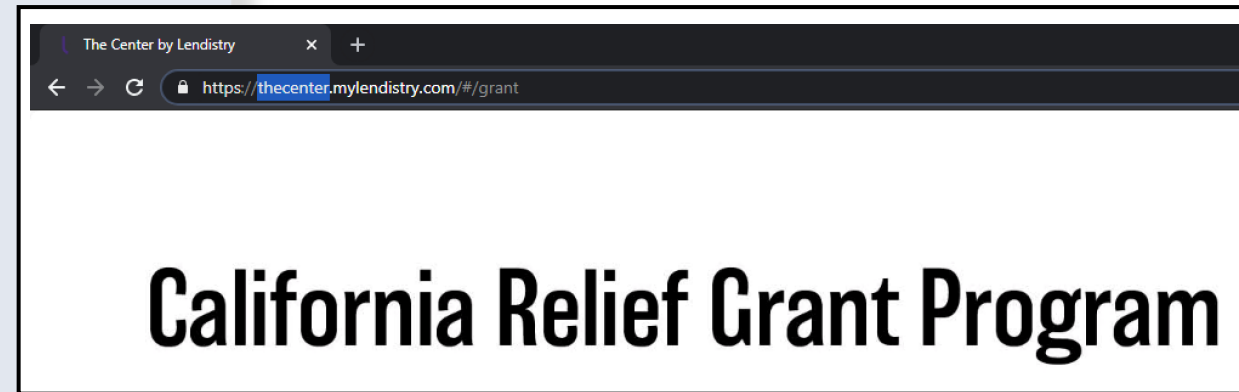 The Center by Lendistry
https://thecenter.mylendistry.com/#/grant
California Relief Grant Program